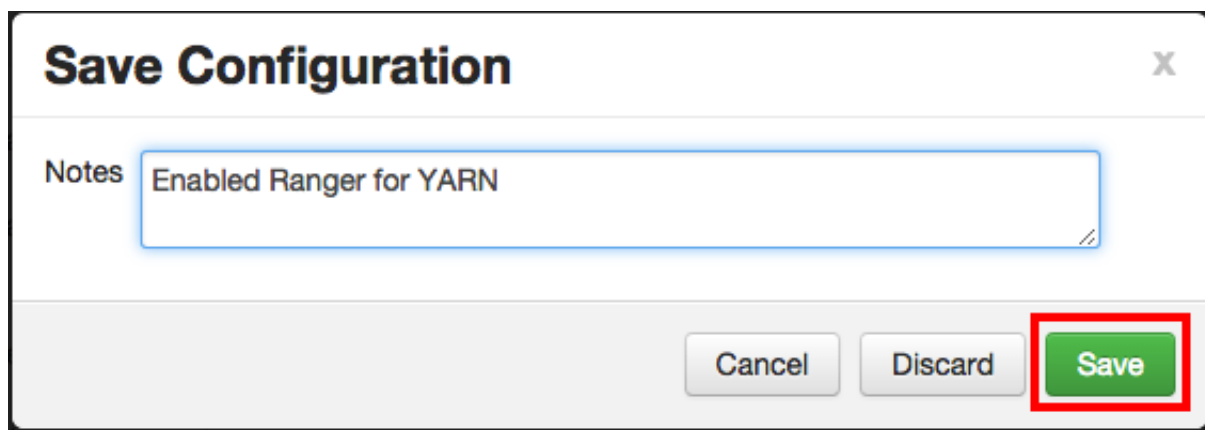 Save Configuration x
Notes Enabled Ranger for YARN
Cancel Discard Save